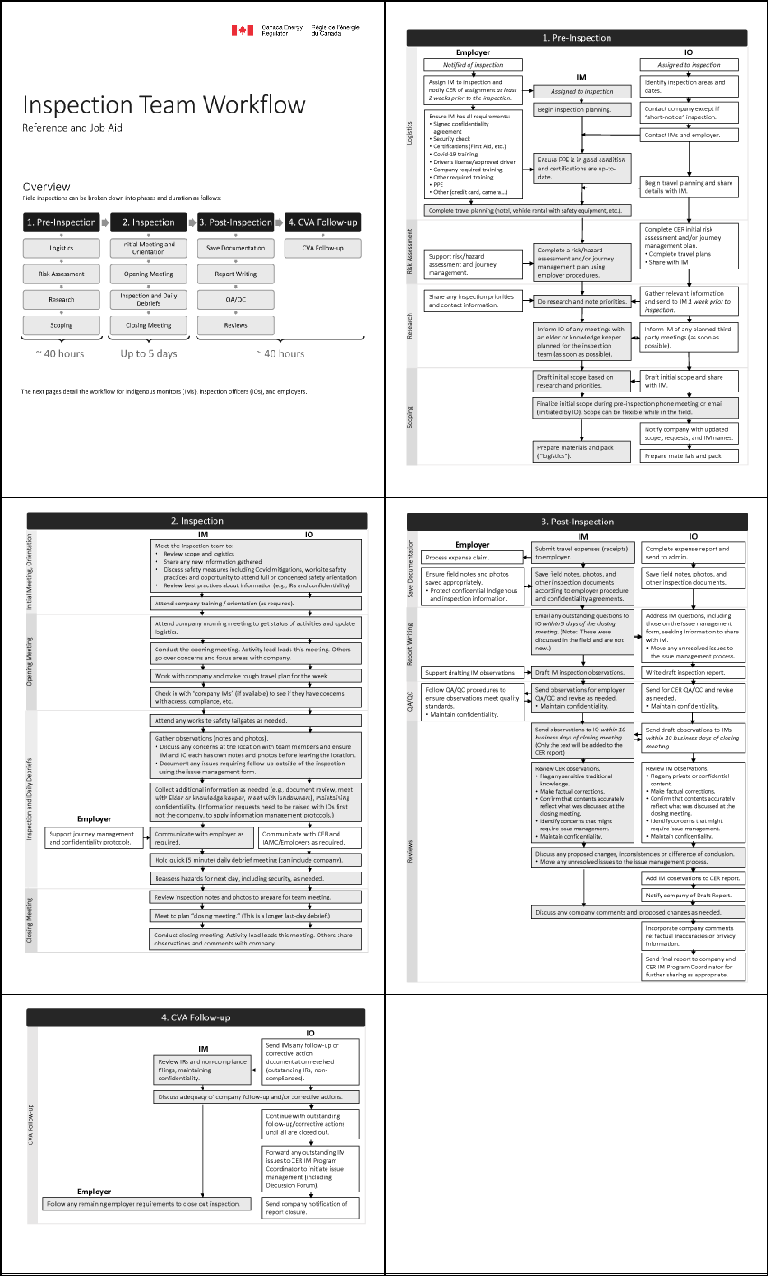 Canada Energy
Regulator
Régie de l'énergie
du Canada
Inspection Team Workflow
Reference and Job Aid
Overview
Field inspections can be broken down into phases and duration as follows:
1. Pre-Inspection
2. Inspection
3. Post-Inspection
4. CVA Follow-up
Logistics
Initial Meeting and
Orientation
Save Documentation
CVA Follow-up
Risk Assessment
Opening Meeting
Report Writing
Research
Inspection and Daily
Debriefs
QA/QC
Scoping
Closing Meeting
Reviews
~ 40 hours
Up to 5 days
~ 40 hours
The next pages detail the workflow for Indigenous monitors (IMs), inspection officers (IOs), and employers.
1. Pre-Inspection
Employer
Notified of inspection
Assign IM to inspection and
notify CER of assignment at least
2 weeks prior to the inspection.
Ensure IM has all requirements:
• Signed confidentiality
agreement
• Security check
• Certifications (First Aid, etc.)
• Covid-19 training
• Driver's license/approved driver
• Company required training
• Other required training
• PPE
• Other (credit card, camera...)
IM
Assigned to inspection
Begin inspection planning.
Ensure PPE is in good condition
and certifications are up-to-
date.
IO
Assigned to inspection
Identify inspection areas and
dates.
Contact company except if
"short-notice" inspection.
Contact IMs and employer.
Begin travel planning and share
details with IM.
Logistics
Complete travel planning (hotel, vehicle rental with safety equipment, etc.).
Risk Assessment
Support risk/hazard
assessment and journey
management.
Complete a risk/hazard
assessment and/or journey
management plan using
employer procedures.
Complete CER initial risk
assessment and/or journey
management plan.
• Complete travel plans
• Share with IM
Research
Share any inspection priorities
and contact information.
Do research and note priorities.
Gather relevant information
and send to IM 1 week prior to
inspection.
Inform IO of any meetings with
an elder or knowledge keeper
planned for the inspection
team (as soon as possible).
Inform IM of any planned third
party meetings (as soon as
possible).
Scoping
Draft initial scope based on
research and priorities.
Draft initial scope and share
with IM.
Finalize initial scope during pre-inspection phone meeting or email
(initiated by IO). Scope can be flexible while in the field.
Notify company with updated
scope, requests, and IM names.
Prepare materials and pack
("logistics").
Prepare materials and pack
2. Inspection
IM
IO
Initial Meeting, Orientation
Meet the inspection team to:
• Review scope and logistics
• Share any new information gathered
• Discuss safety measures including Covid mitigations, worksite safety
practices and opportunity to attend full or condensed safety orientation
• Review best practices about information (e.g., IRs and confidentiality)
Attend company training / orientation (as required).
Opening Meeting
Attend company morning meeting to get status of activities and update
logistics.
Conduct the opening meeting. Activity lead leads this meeting. Others
go over concerns and focus areas with company.
Work with company and make rough travel plan for the week.
Check in with "company IMs" (if available) to see if they have concerns
with access, compliance, etc.
Inspection and Daily Debriefs
Attend any works to safety tailgates as needed.
Gather observations (notes and photos).
• Discuss any concerns at the location with team members and ensure
IM and IO each has own notes and photos before leaving the location.
• Document any issues requiring follow up outside of the inspection
using the issue management form.
Collect additional information as needed (e.g., document review, meet
with Elder or knowledge keeper, meet with landowners), maintaining
confidentiality. (Information requests need to be raised with IOs first
not the company, to apply information management protocols.)
Employer
Support journey management
and confidentiality protocols.
Communicate with employer as
required.
Communicate with CER and
IAMC/Employers as required.
Hold quick (5 minute) daily debrief meeting (can include company).
Reassess hazards for next day, including security, as needed.
Closing Meeting
Review inspection notes and photos to prepare for team meeting.
Meet to plan "closing meeting." (This is a longer last-day debrief.)
Conduct closing meeting. Activity lead leads this meeting. Others share
observations and comments with company.
3. Post-Inspection
Employer
IM
IO
Save Documentation
Process expense claim.
Submit travel expenses (receipts)
to employer.
Complete expense report and
send to admin.
Ensure field notes and photos
saved appropriately.
• Protect confidential Indigenous
and inspection information.
Save field notes, photos, and
other inspection documents
according to employer procedure
and confidentiality agreements.
Save field notes, photos, and
other inspection documents.
Report Writing
Email any outstanding questions to
IO within 3 days of the closing
meeting. (Note: These were
discussed in the field and are not
new.)
Address IM questions, including
those on the issue management
form, seeking information to share
with IM.
• Move any unresolved issues to
the issue management process.
Support drafting IM observations
Draft IM inspection observations.
Write draft inspection report.
QA/QC
Follow QA/QC procedures to
ensure observations meet quality
standards.
• Maintain confidentiality.
Send observations for employer
QA/QC and revise as needed.
• Maintain confidentiality.
Send for CER QA/QC and revise
as needed.
• Maintain confidentiality.
Reviews
Send observations to IO within 10
business days of closing meeting
(Only the text will be added to the
CER report)
Send draft observations to IMs
within 10 business days of closing
meeting
Review CER observations.
• Flag any sensitive traditional
knowledge.
• Make factual corrections.
• Confirm that contents accurately
reflect what was discussed at the
closing meeting.
• Identify concerns that might
require issue management.
• Maintain confidentiality.
Review IM observations.
• Flag any private or confidential
content.
• Make factual corrections.
• Confirm that contents accurately
reflect what was discussed at the
closing meeting.
• Identify concerns that might
require issue management.
• Maintain confidentiality.
Discuss any proposed changes, inconsistencies or difference of conclusion.
• Move any unresolved issues to the issue management process.
Add IM observations to CER report.
Notify company of Draft Report.
Discuss any company comments and proposed changes as needed.
Incorporate company comments
re: factual inaccuracies or privacy
information.
Send final report to company and
CER IM Program Coordinator for
further sharing as appropriate.
4. CVA Follow-up
CVA Follow-up
IM
IO
Review IRs and non-compliance
filings, maintaining
confidentiality.
Send IMs any follow-up or
corrective action
documentation received
(outstanding IRs, non-
compliances).
Discuss adequacy of company follow-up and/or corrective actions.
Continue with outstanding
follow-up/corrective actions
until all are closed out.
Forward any outstanding IM
issues to CER IM Program
Coordinator to initiate issue
management (including
Discussion Forum).
Employer
Follow any remaining employer requirements to close out inspection.
Send company notification of
report closure.